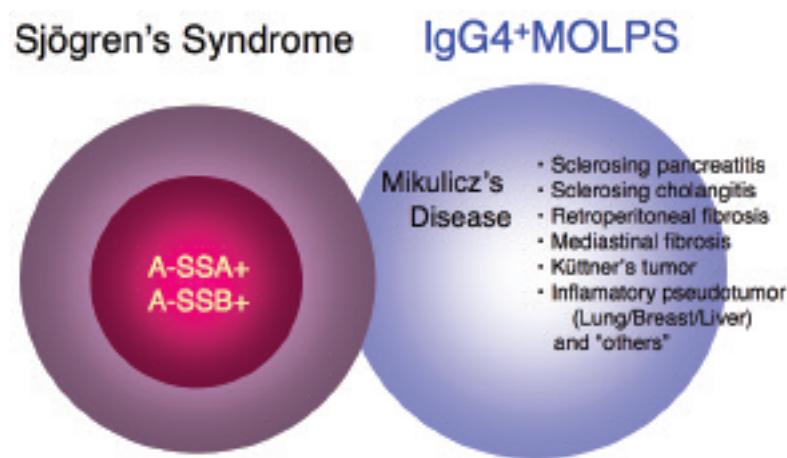 Sjögren's Syndrome
IgG4⁺MOLPS
A-SSA+
A-SSB+
Mikulicz's
Disease
・Sclerosing pancreatitis
・Sclerosing cholangitis
・Retroperitoneal fibrosis
・Mediastinal fibrosis
・Küttner's tumor
・Inflamatory pseudotumor
(Lung/Breast/Liver)
and "others"